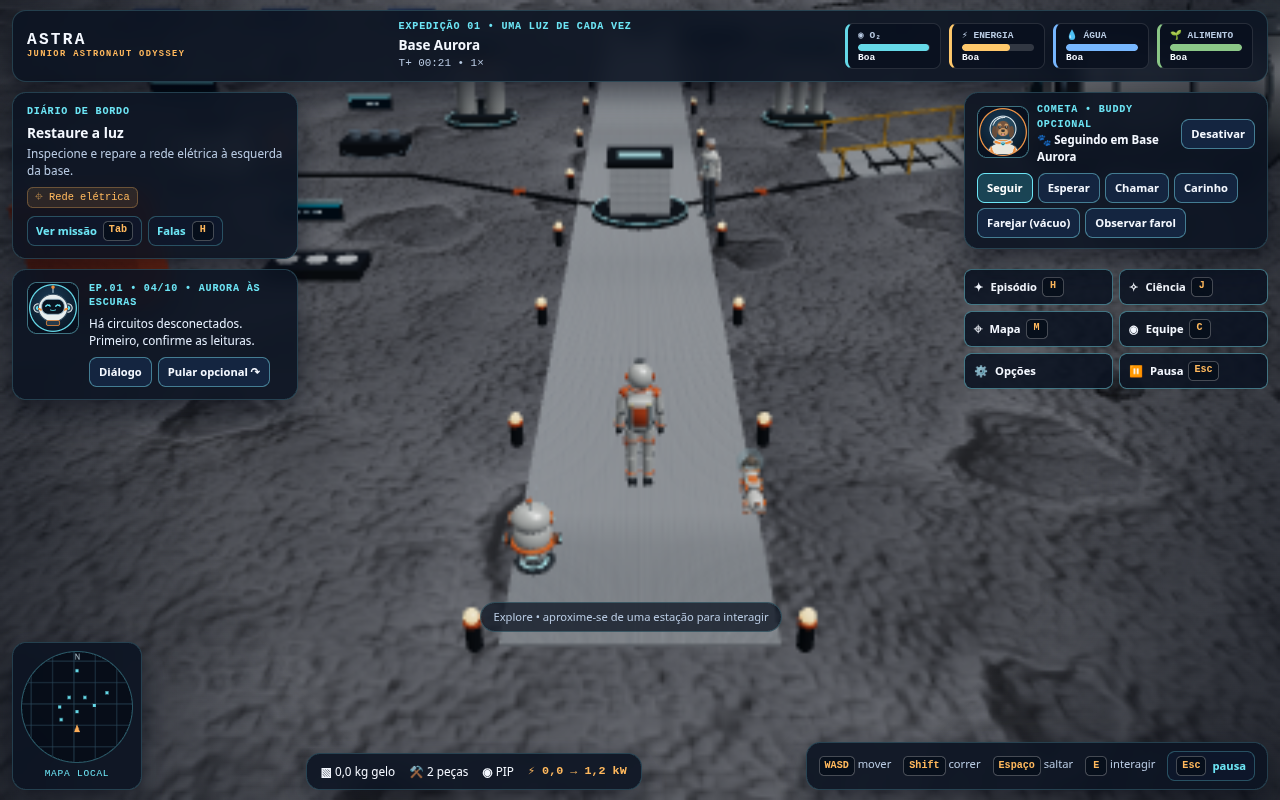 ASTRA
JUNIOR ASTRONAUT ODYSSEY
EXPEDIÇÃO 01 • UMA LUZ DE CADA VEZ
Base Aurora
T+ 00:21 • 1×
O₂
Boa
ENERGIA
Boa
ÁGUA
Boa
ALIMENTO
Boa
DIÁRIO DE BORDO
Restaure a luz
Inspecione e repare a rede elétrica à esquerda
da base.
Rede elétrica
Ver missão Tab
Falas H
EP.01 • 04/10 • AURORA ÀS
ESCURAS
Há circuitos desconectados.
Primeiro, confirme as leituras.
Diálogo
Pular opcional ↷
COMETA • BUDDY
OPCIONAL
🐾 Seguindo em Base
Aurora
Desativar
Seguir
Esperar
Chamar
Carinho
Farejar (vácuo)
Observar farol
Episódio H
Ciência J
Mapa M
Equipe C
Opções
Pausa Esc
Explore • aproxime-se de uma estação para interagir
N
MAPA LOCAL
0,0 kg gelo
2 peças
PIP
0,0 → 1,2 kW
WASD mover
Shift correr
Espaço saltar
E interagir
Esc pausa